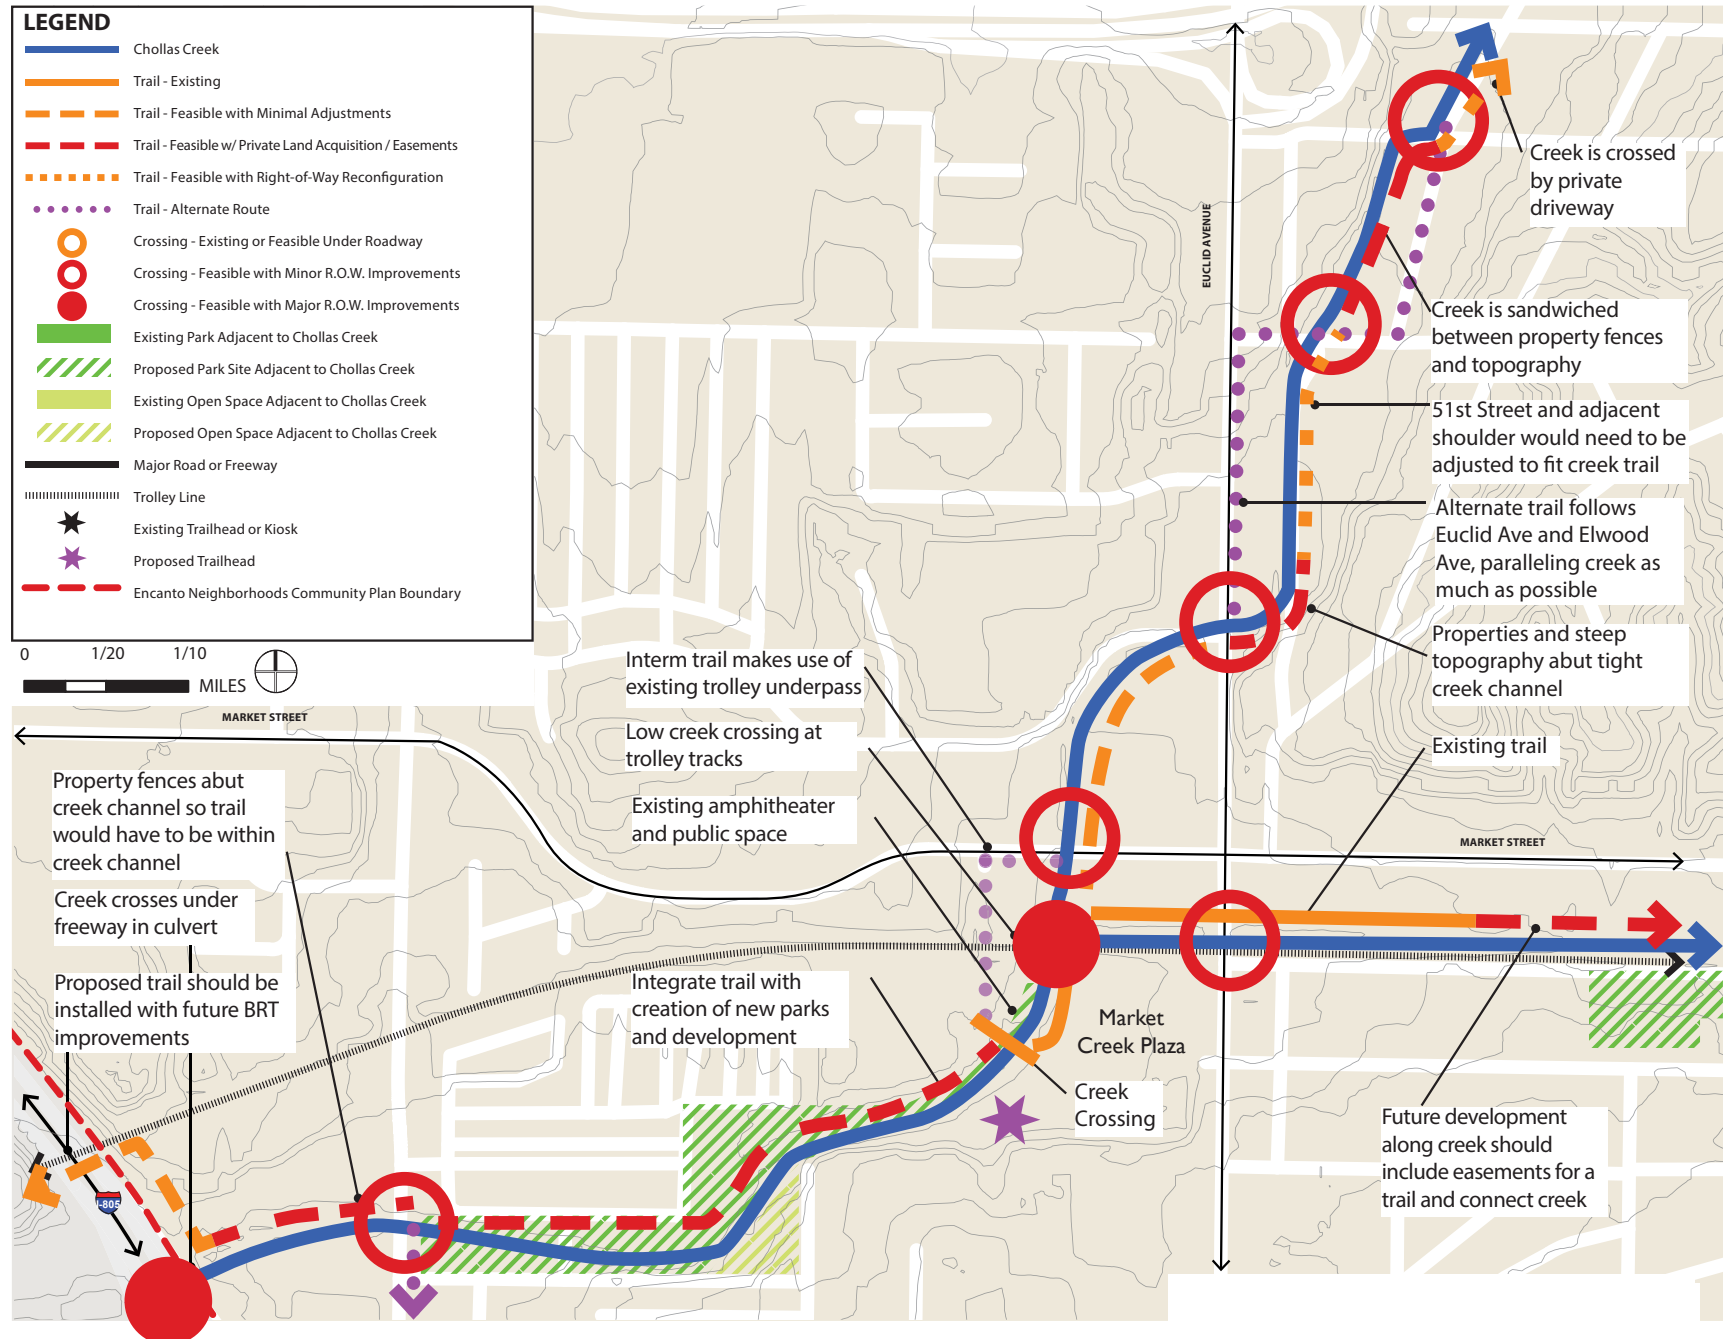 LEGEND
Chollas Creek
Trail - Existing
Trail - Feasible with Minimal Adjustments
Trail - Feasible w/ Private Land Acquisition / Easements
Trail - Feasible with Right-of-Way Reconfiguration
Trail - Alternate Route
Crossing - Existing or Feasible Under Roadway
Crossing - Feasible with Minor R.O.W. Improvements
Crossing - Feasible with Major R.O.W. Improvements
Existing Park Adjacent to Chollas Creek
Proposed Park Site Adjacent to Chollas Creek
Existing Open Space Adjacent to Chollas Creek
Proposed Open Space Adjacent to Chollas Creek
Major Road or Freeway
Trolley Line
Existing Trailhead or Kiosk
Proposed Trailhead
Encanto Neighborhoods Community Plan Boundary
0 1/20 1/10
MILES
EUCLID AVENUE
Creek is crossed
by private
driveway
Creek is sandwiched
between property fences
and topography
51st Street and adjacent
shoulder would need to be
adjusted to fit creek trail
Alternate trail follows
Euclid Ave and Elwood
Ave, paralleling creek as
much as possible
Properties and steep
topography abut tight
creek channel
Existing trail
MARKET STREET
Interm trail makes use of
existing trolley underpass
Low creek crossing at
trolley tracks
Existing amphitheater
and public space
MARKET STREET
Property fences abut
creek channel so trail
would have to be within
creek channel
Creek crosses under
freeway in culvert
Proposed trail should be
installed with future BRT
improvements
Integrate trail with
creation of new parks
and development
Market
Creek Plaza
Creek
Crossing
Future development
along creek should
include easements for a
trail and connect creek
I-805